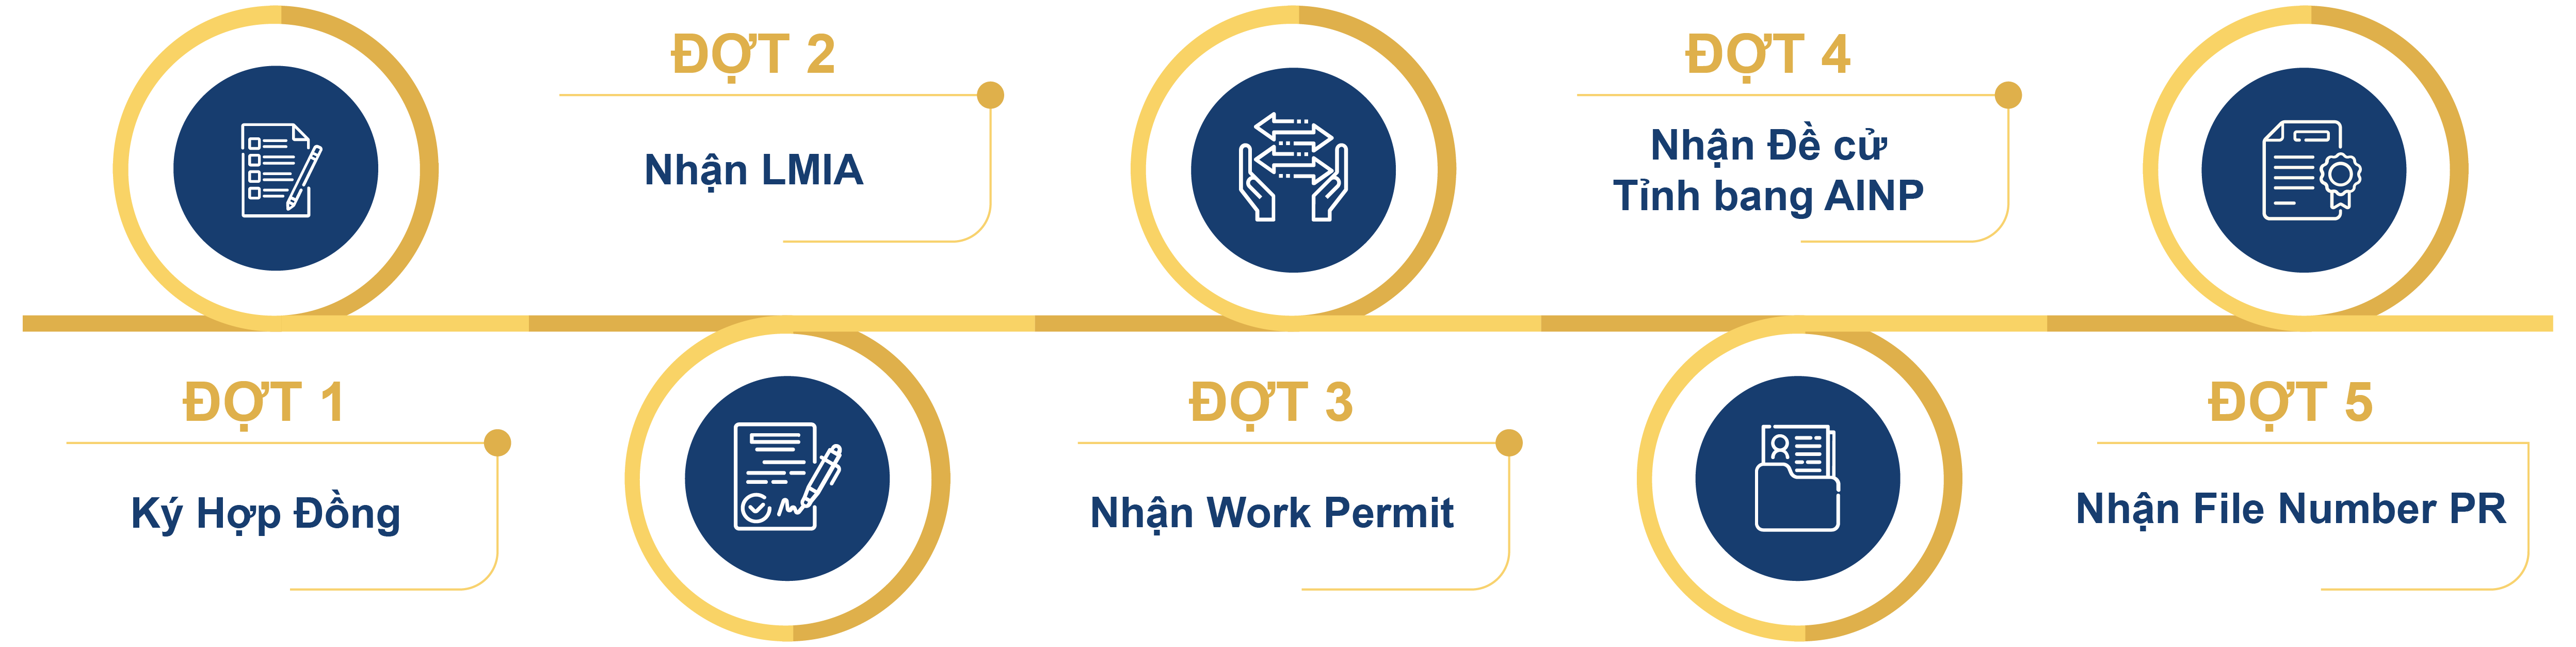 ĐỢT 1
Ký Hợp Đồng
ĐỢT 2
Nhận LMIA
ĐỢT 3
Nhận Work Permit
ĐỢT 4
Nhận Đề cử
Tỉnh bang AINP
ĐỢT 5
Nhận File Number PR